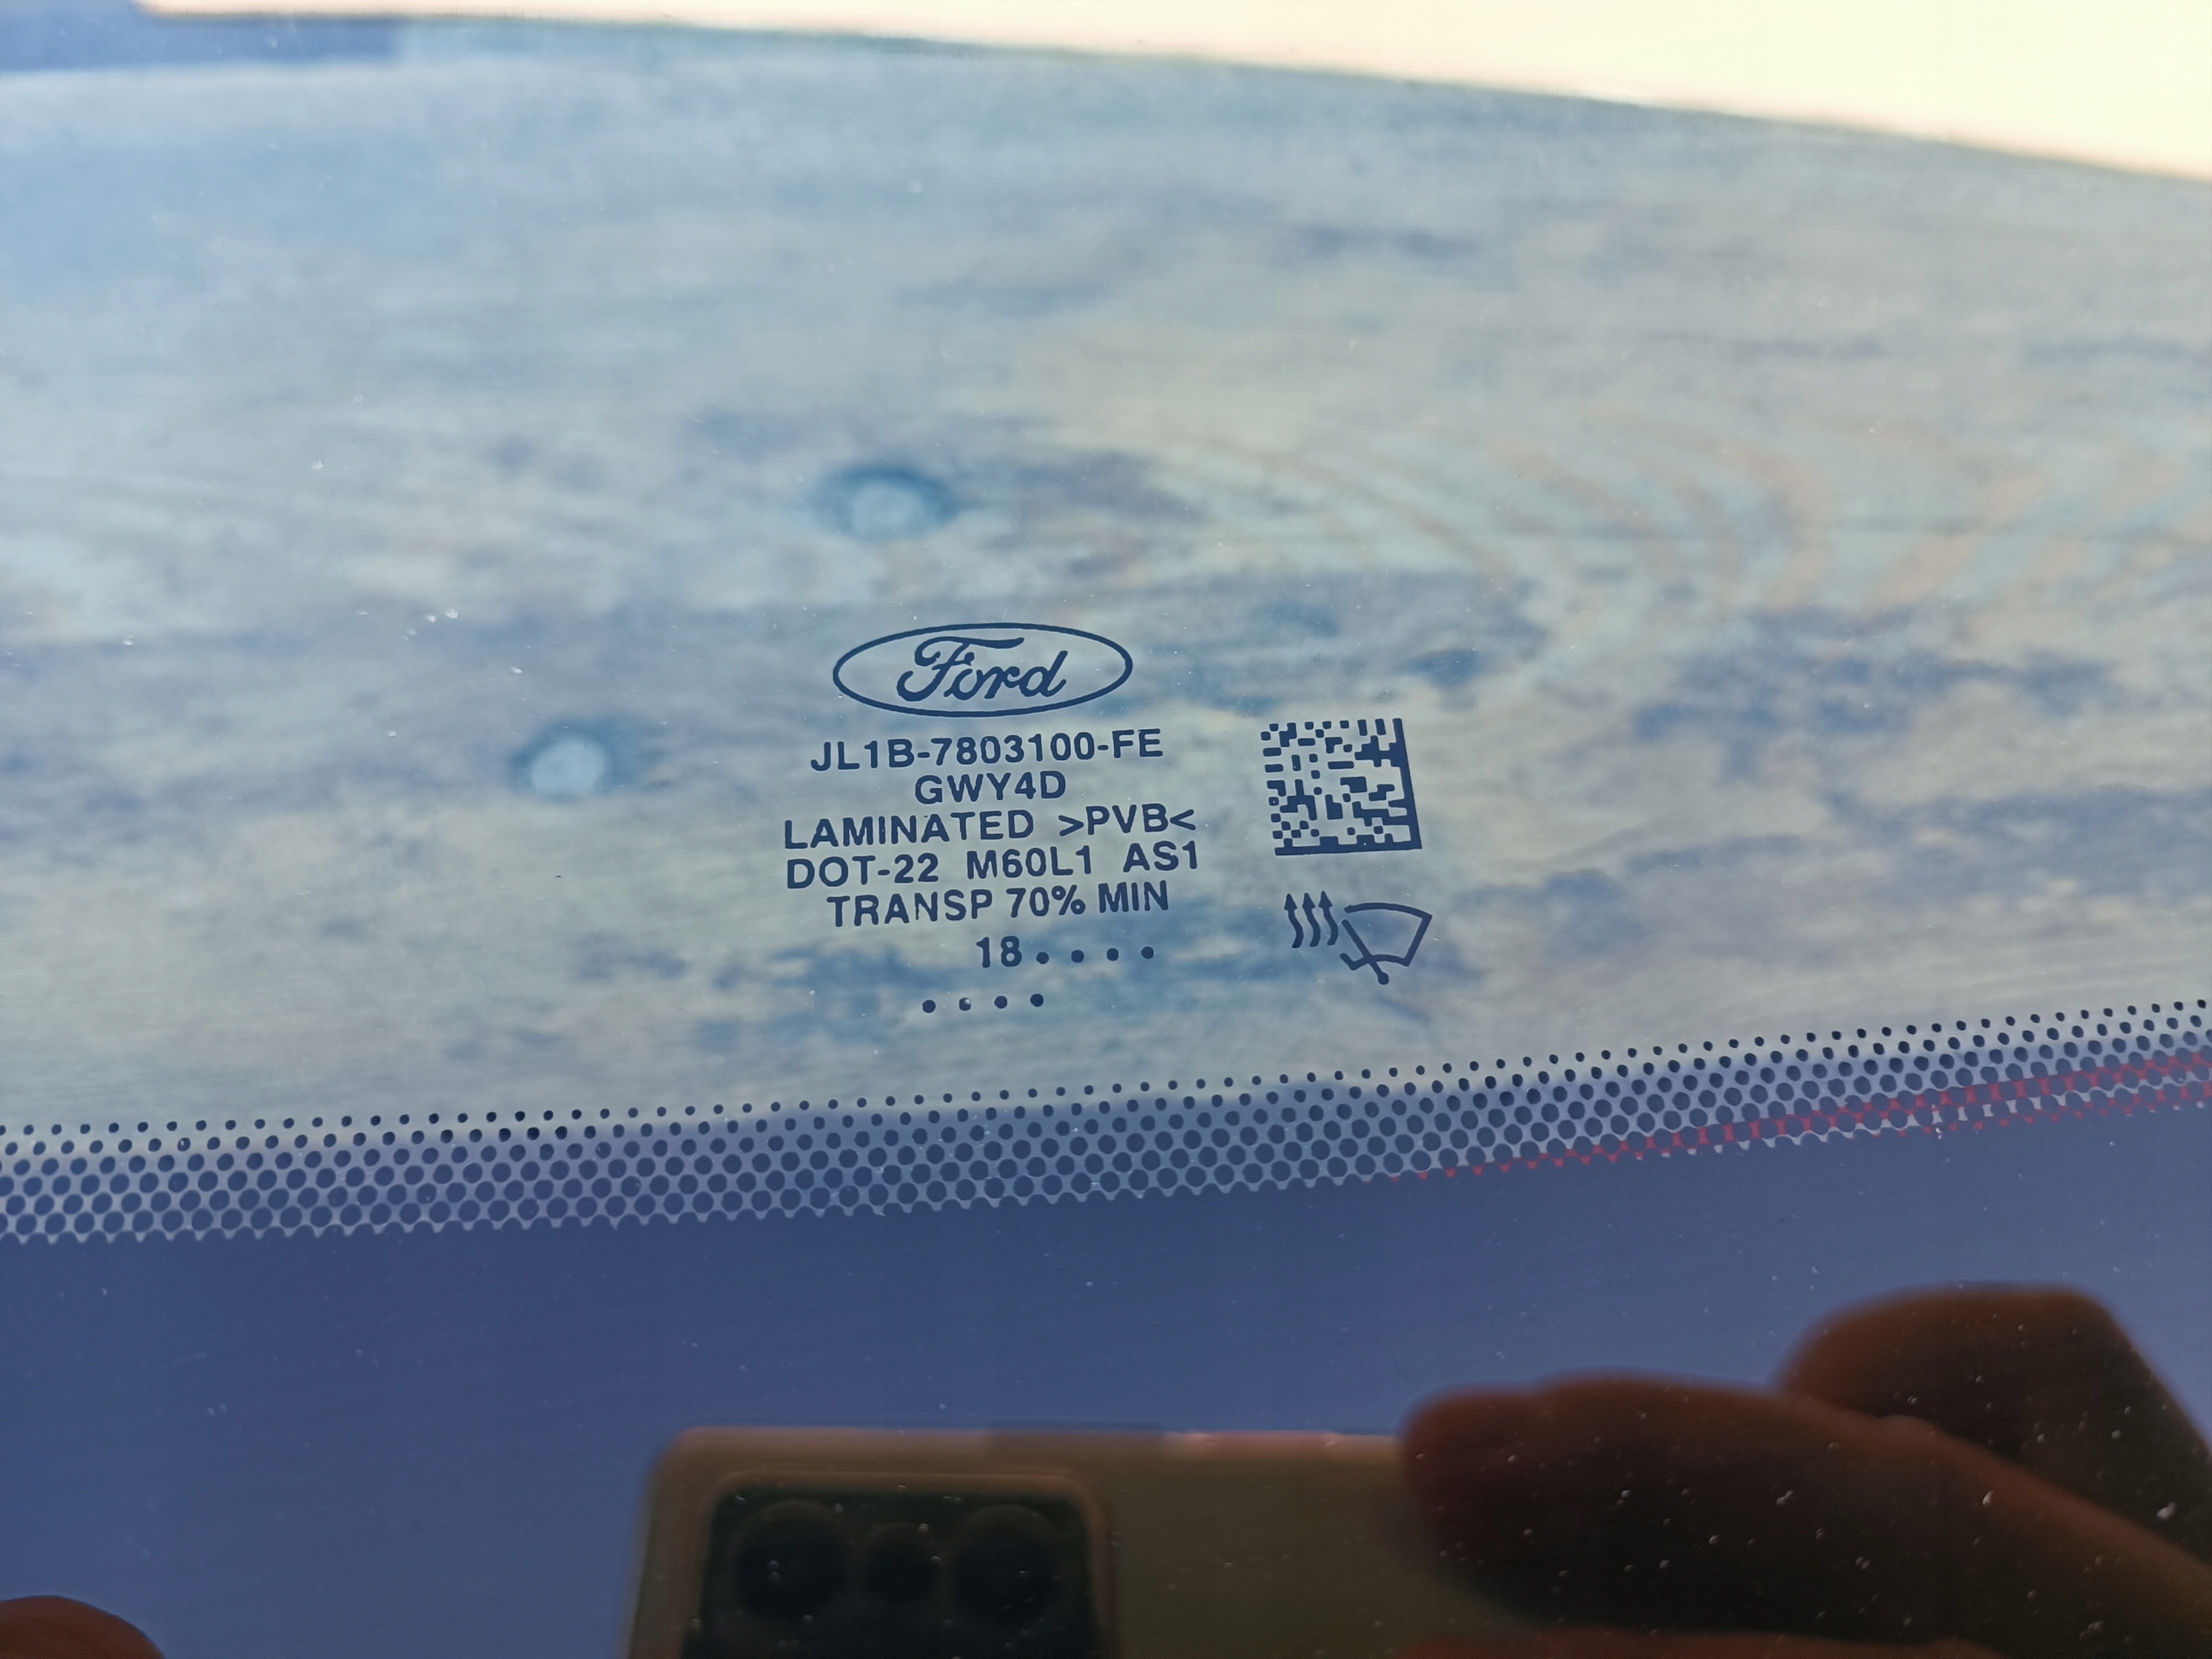 Ford
JL1B-7803100-FE
GWY4D
LAMINATED >PVB<
DOT-22 M60L1 AS1
TRANSP 70% MIN
18 • • • •
• • • •